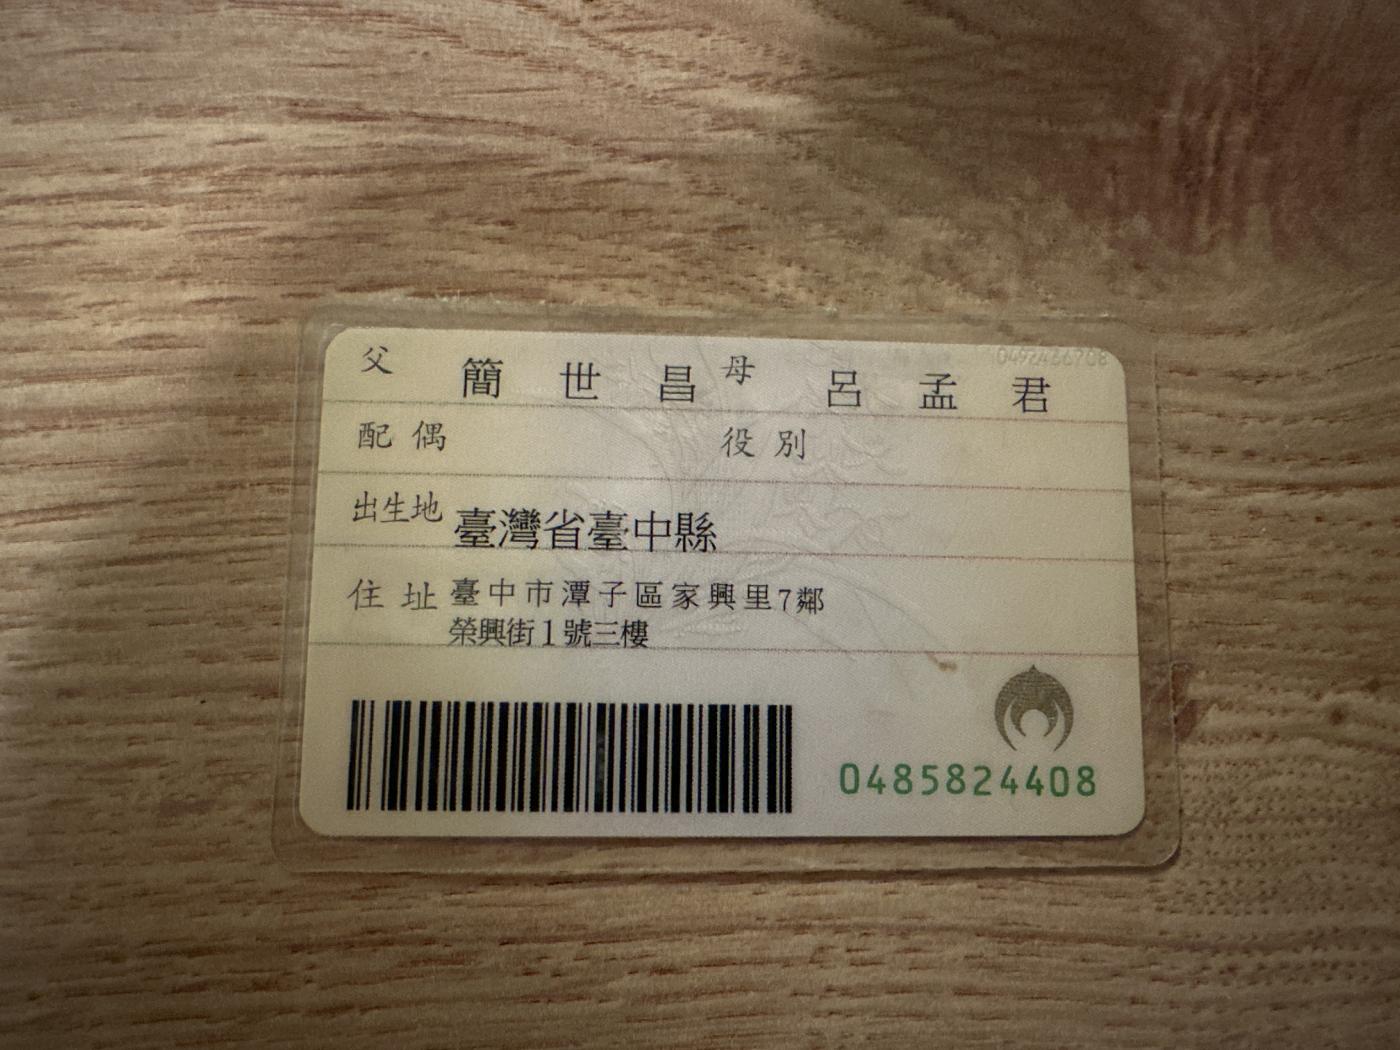 父 簡世昌 母 呂孟君
配偶 役別
出生地 臺灣省臺中縣
住址 臺中市潭子區家興里7鄰
榮興街1號三樓
0485824408